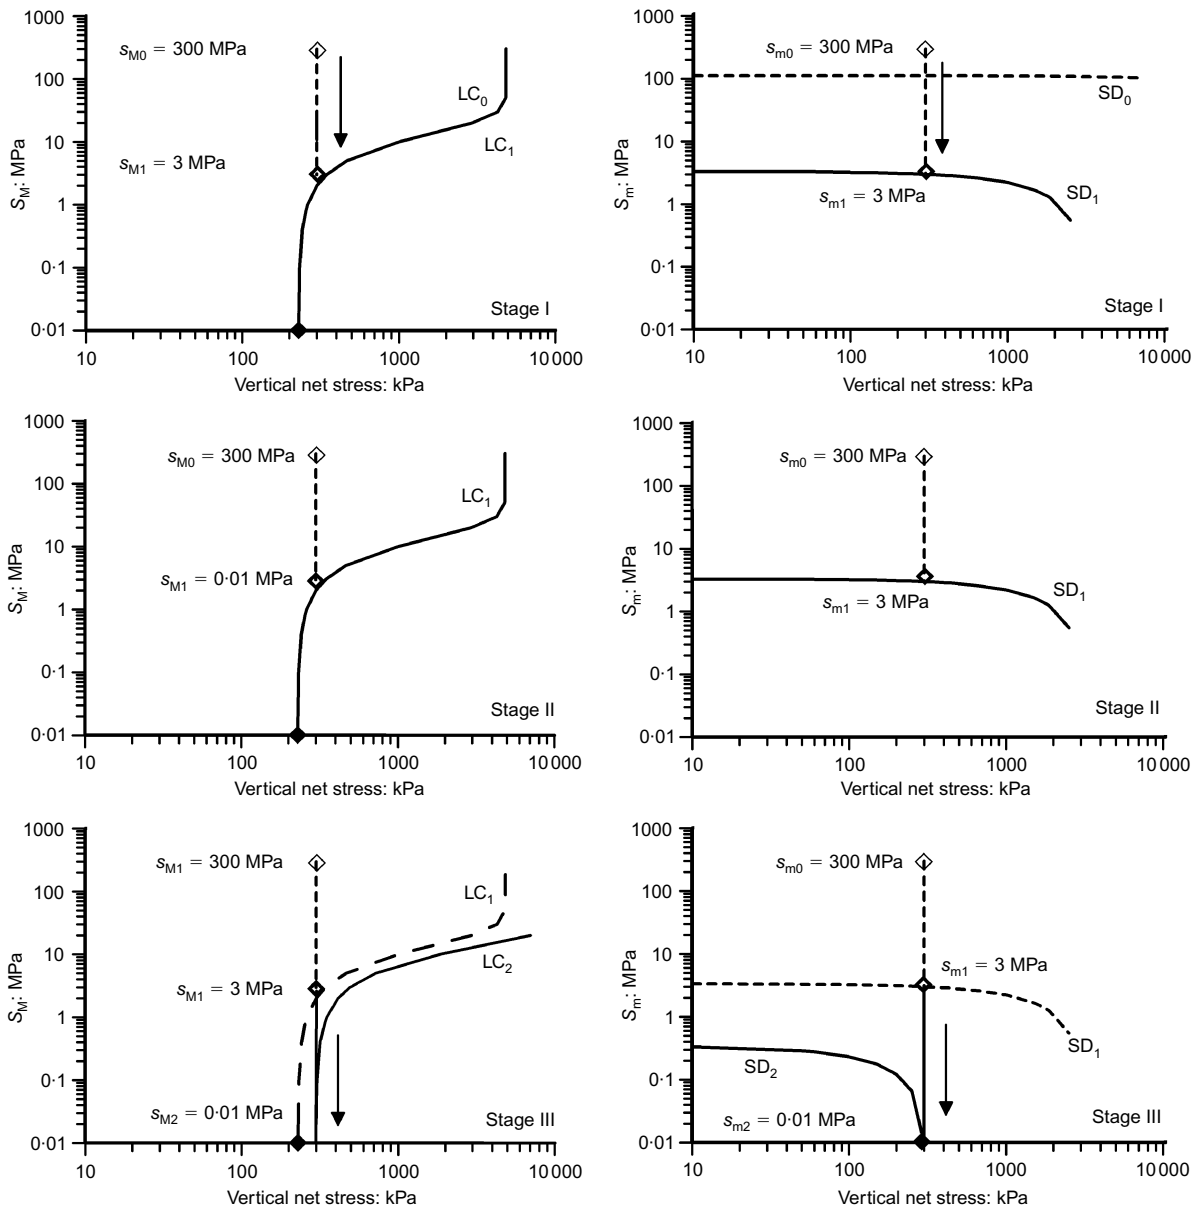 1000
100
10
1
0·1
0·01
S_M: MPa
s_M0 = 300 MPa
s_M1 = 3 MPa
LC_0
LC_1
Stage I
10 100 1000 10 000
Vertical net stress: kPa
1000
100
10
1
0·1
0·01
S_m: MPa
s_m0 = 300 MPa
SD_0
s_m1 = 3 MPa
SD_1
Stage I
10 100 1000 10 000
Vertical net stress: kPa
1000
100
10
1
0·1
0·01
S_M: MPa
s_M0 = 300 MPa
LC_1
s_M1 = 0·01 MPa
Stage II
10 100 1000 10 000
Vertical net stress: kPa
1000
100
10
1
0·1
0·01
S_m: MPa
s_m0 = 300 MPa
SD_1
s_m1 = 3 MPa
Stage II
10 100 1000 10 000
Vertical net stress: kPa
1000
100
10
1
0·1
0·01
S_M: MPa
s_M1 = 300 MPa
LC_1
LC_2
s_M1 = 3 MPa
s_M2 = 0·01 MPa
Stage III
10 100 1000 10 000
Vertical net stress: kPa
1000
100
10
1
0·1
0·01
S_m: MPa
s_m0 = 300 MPa
s_m1 = 3 MPa
SD_1
SD_2
s_m2 = 0·01 MPa
Stage III
10 100 1000 10 000
Vertical net stress: kPa